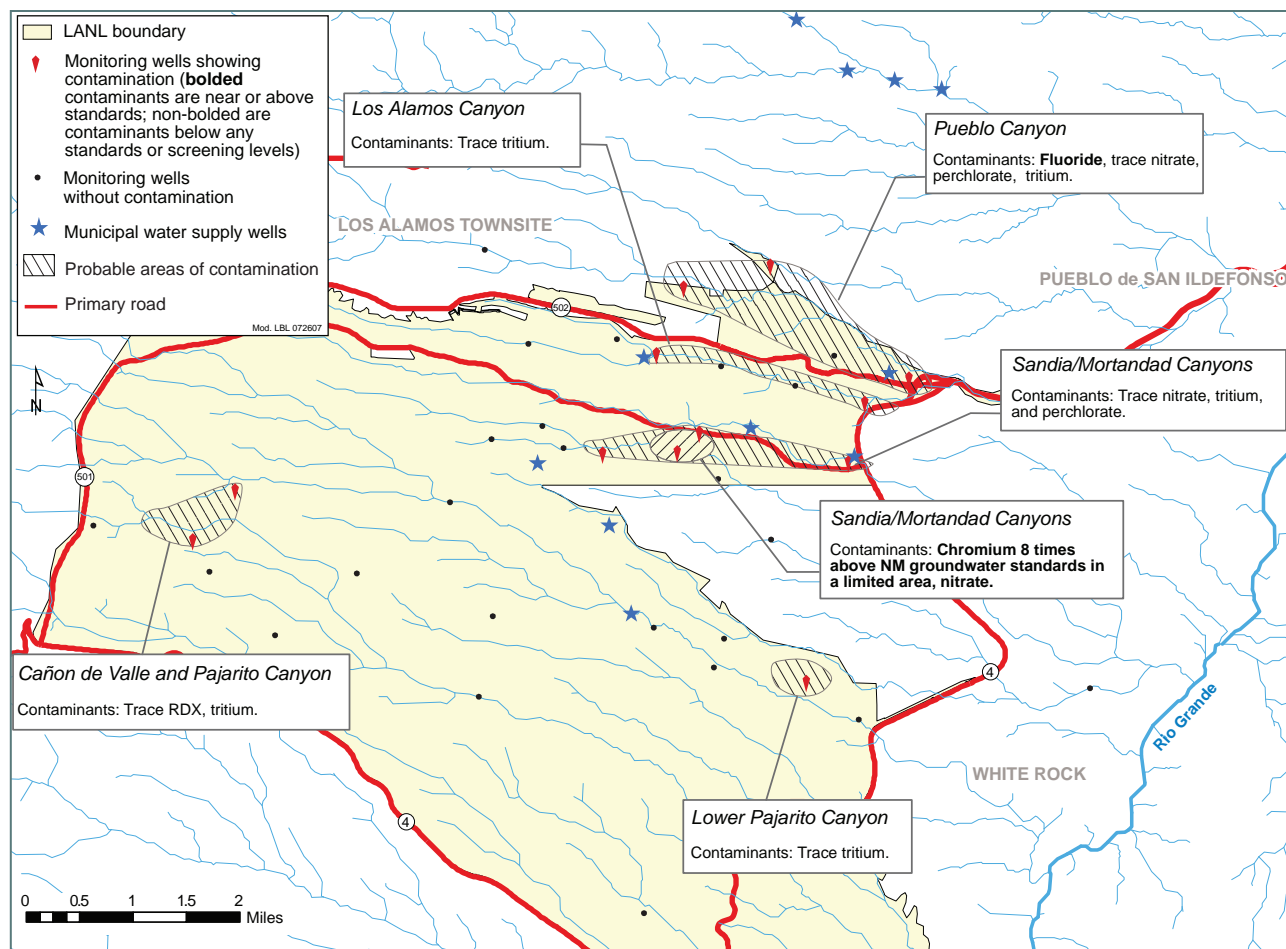 LANL boundary
Monitoring wells showing
contamination (bolded
contaminants are near or above
standards; non-bolded are
contaminants below any
standards or screening levels)
Monitoring wells
without contamination
Municipal water supply wells
Probable areas of contamination
Primary road
Mod. LBL 072607
Los Alamos Canyon
Contaminants: Trace tritium.
Pueblo Canyon
Contaminants: Fluoride, trace nitrate,
perchlorate, tritium.
LOS ALAMOS TOWNSITE
PUEBLO de SAN ILDEFONSO
502
Sandia/Mortandad Canyons
Contaminants: Trace nitrate, tritium,
and perchlorate.
N
501
Sandia/Mortandad Canyons
Contaminants: Chromium 8 times
above NM groundwater standards in
a limited area, nitrate.
Cañon de Valle and Pajarito Canyon
Contaminants: Trace RDX, tritium.
4
Rio Grande
WHITE ROCK
Lower Pajarito Canyon
Contaminants: Trace tritium.
4
0 0.5 1 1.5 2
Miles